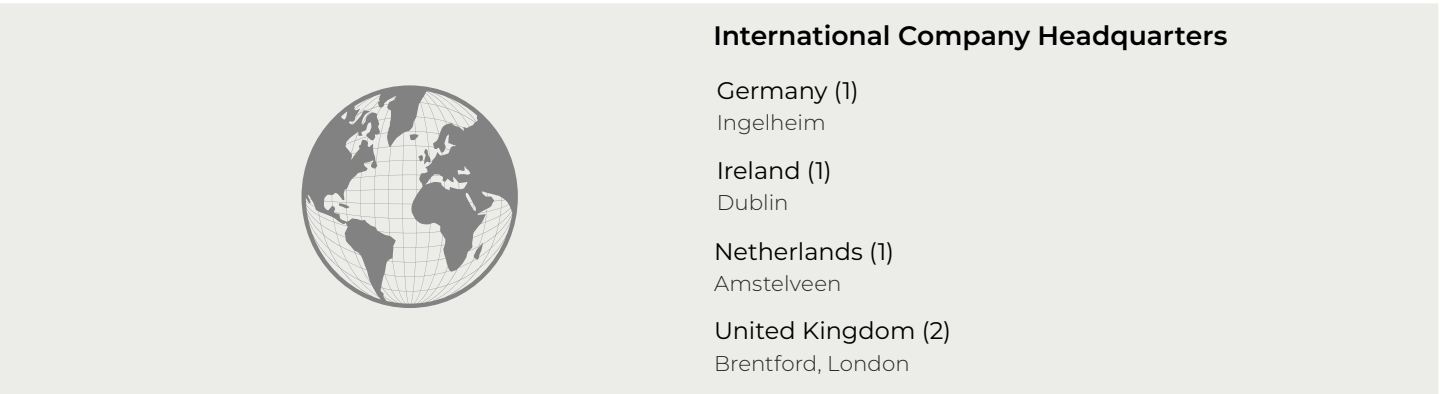 International Company Headquarters
Germany (1)
Ingelheim
Ireland (1)
Dublin
Netherlands (1)
Amstelveen
United Kingdom (2)
Brentford, London